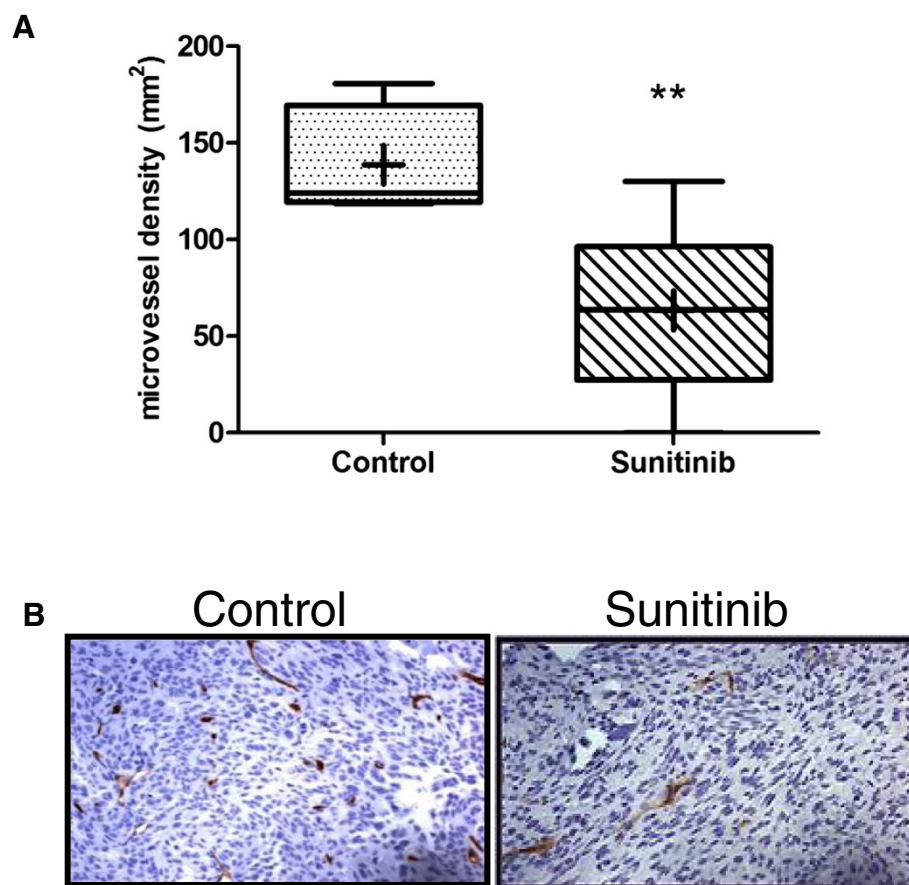 A
microvessel density (mm²)
200
150
100
50
0
**
Control
Sunitinib
B
Control
Sunitinib